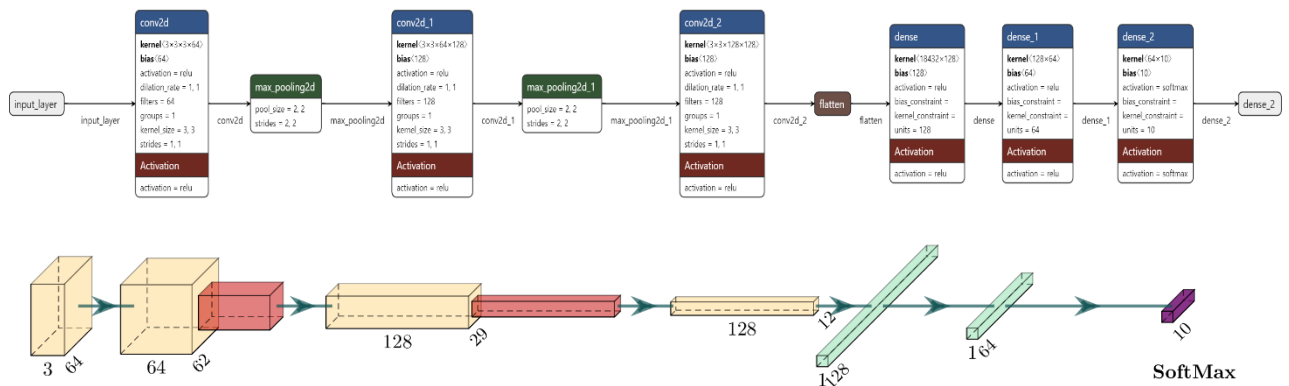 input_layer
input_layer
conv2d
kernel⟨3×3×3×64⟩
bias⟨64⟩
activation = relu
dilation_rate = 1, 1
filters = 64
groups = 1
kernel_size = 3, 3
strides = 1, 1
Activation
activation = relu
conv2d
max_pooling2d
pool_size = 2, 2
strides = 2, 2
max_pooling2d
conv2d_1
kernel⟨3×3×64×128⟩
bias⟨128⟩
activation = relu
dilation_rate = 1, 1
filters = 128
groups = 1
kernel_size = 3, 3
strides = 1, 1
Activation
activation = relu
conv2d_1
max_pooling2d_1
pool_size = 2, 2
strides = 2, 2
max_pooling2d_1
conv2d_2
kernel⟨3×3×128×128⟩
bias⟨128⟩
activation = relu
dilation_rate = 1, 1
filters = 128
groups = 1
kernel_size = 3, 3
strides = 1, 1
Activation
activation = relu
conv2d_2
flatten
flatten
dense
kernel⟨18432×128⟩
bias⟨128⟩
activation = relu
bias_constraint =
kernel_constraint =
units = 128
Activation
activation = relu
dense
dense_1
kernel⟨128×64⟩
bias⟨64⟩
activation = relu
bias_constraint =
kernel_constraint =
units = 64
Activation
activation = relu
dense_1
dense_2
kernel⟨64×10⟩
bias⟨10⟩
activation = softmax
bias_constraint =
kernel_constraint =
units = 10
Activation
activation = softmax
dense_2
dense_2
3
64
64
62
128
29
128
12
1
128
1
64
10
SoftMax